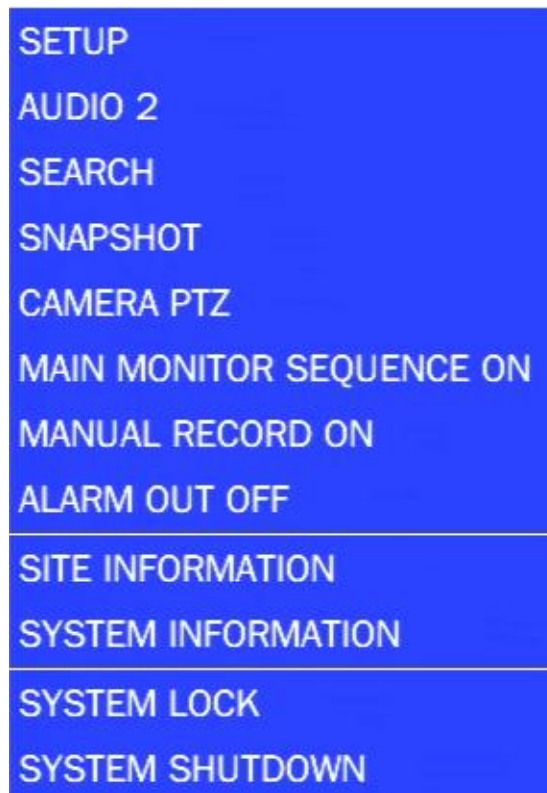 SETUP
AUDIO 2
SEARCH
SNAPSHOT
CAMERA PTZ
MAIN MONITOR SEQUENCE ON
MANUAL RECORD ON
ALARM OUT OFF
SITE INFORMATION
SYSTEM INFORMATION
SYSTEM LOCK
SYSTEM SHUTDOWN